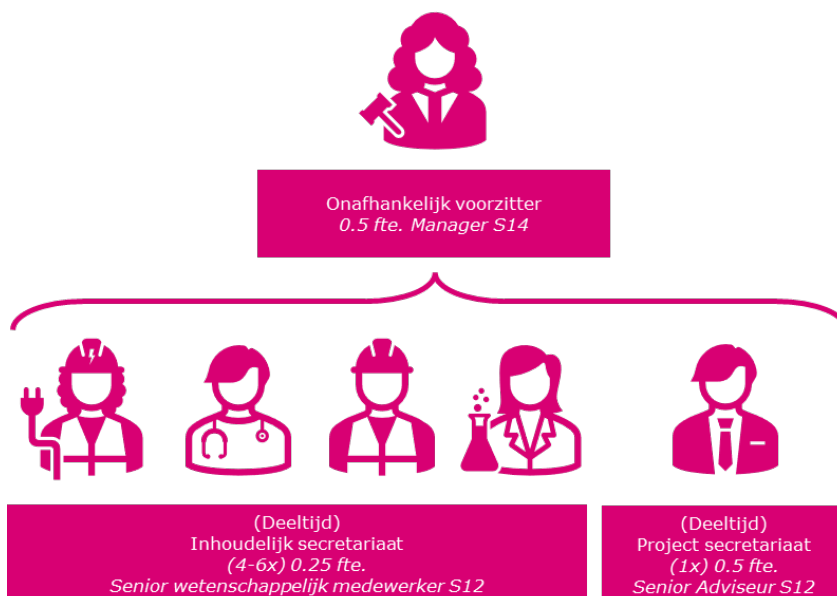 Onafhankelijk voorzitter
0.5 fte. Manager S14
(Deeltijd)
Inhoudelijk secretariaat
(4-6x) 0.25 fte.
Senior wetenschappelijk medewerker S12
(Deeltijd)
Project secretariaat
(1x) 0.5 fte.
Senior Adviseur S12